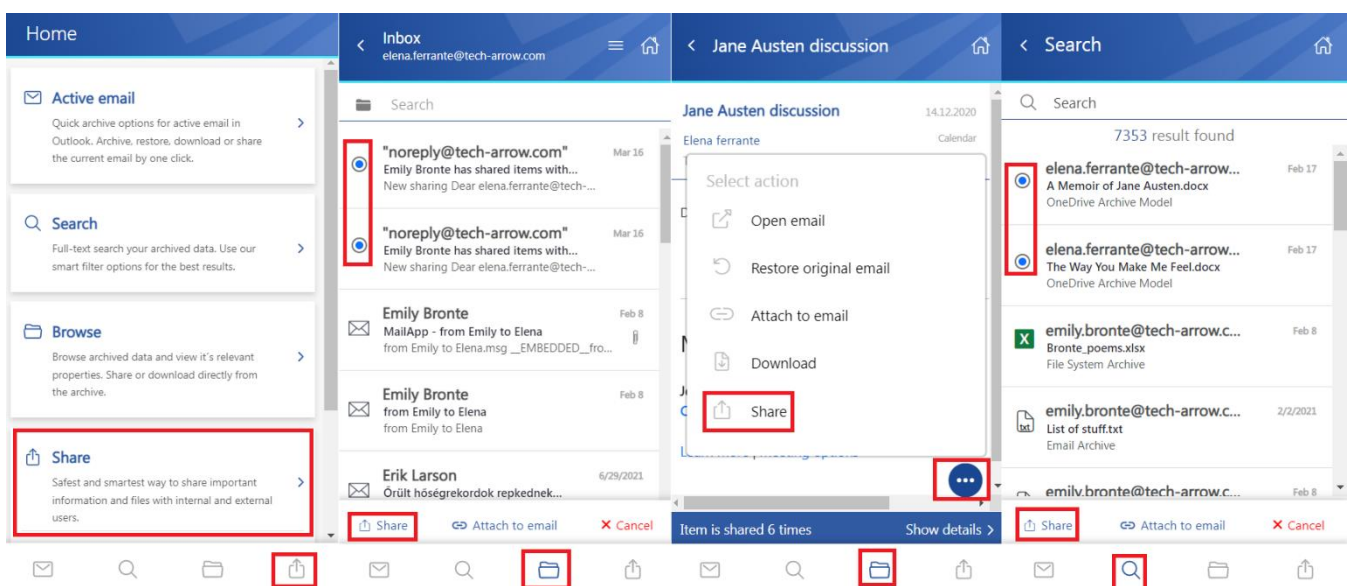 Home
Active email
Quick archive options for active email in
Outlook. Archive, restore, download or share
the current email by one click.
Search
Full-text search your archived data. Use our
smart filter options for the best results.
Browse
Browse archived data and view it's relevant
properties. Share or download directly from
the archive.
Share
Safest and smartest way to share important
information and files with internal and external
users.
Inbox
elena.ferrante@tech-arrow.com
Search
"noreply@tech-arrow.com" Mar 16
Emily Bronte has shared items with...
New sharing Dear elena.ferrante@tech-...
"noreply@tech-arrow.com" Mar 16
Emily Bronte has shared items with...
New sharing Dear elena.ferrante@tech-...
Emily Bronte Feb 8
MailApp - from Emily to Elena
from Emily to Elena.msg __EMBEDDED__fro...
Emily Bronte Feb 8
from Emily to Elena
from Emily to Elena
Erik Larson 6/29/2021
Őrült hőségrekordok repkednek...
Share Attach to email Cancel
Jane Austen discussion
Jane Austen discussion 14.12.2020
Elena ferrante Calendar
Select action
Open email
Restore original email
Attach to email
Download
Share
Item is shared 6 times Show details >
Search
Search
7353 result found
elena.ferrante@tech-arrow... Feb 17
A Memoir of Jane Austen.docx
OneDrive Archive Model
elena.ferrante@tech-arrow... Feb 17
The Way You Make Me Feel.docx
OneDrive Archive Model
emily.bronte@tech-arrow.c... Feb 8
Bronte_poems.xlsx
File System Archive
emily.bronte@tech-arrow.c... 2/2/2021
List of stuff.txt
Email Archive
emily.bronte@tech-arrow.c... Feb 8
Share Attach to email Cancel